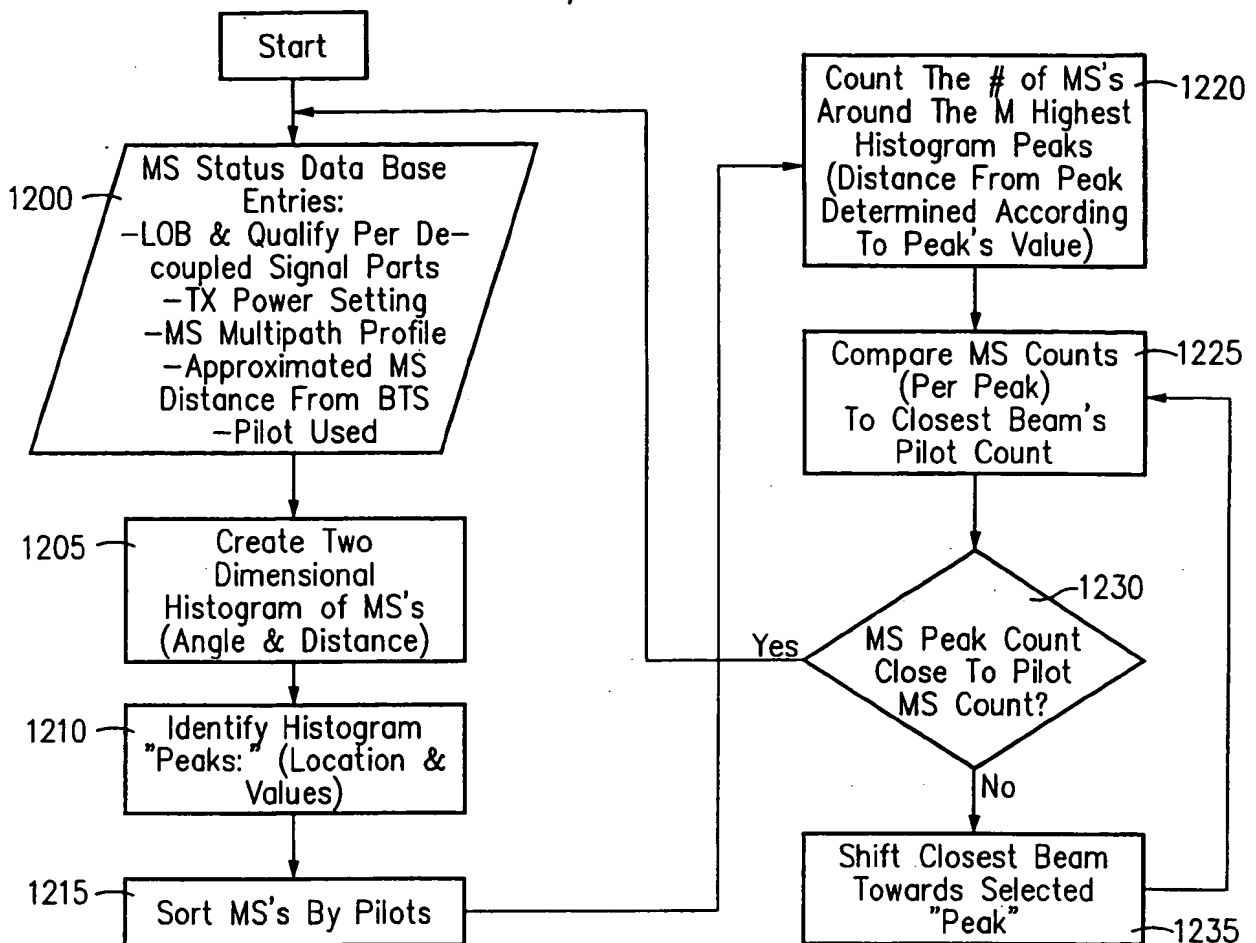 Start
1200
MS Status Data Base
Entries:
-LOB & Qualify Per De-
coupled Signal Parts
-TX Power Setting
-MS Multipath Profile
-Approximated MS
Distance From BTS
-Pilot Used
1205
Create Two
Dimensional
Histogram of MS's
(Angle & Distance)
1210
Identify Histogram
"Peaks:" (Location &
Values)
1215
Sort MS's By Pilots
Count The # of MS's
Around The M Highest
Histogram Peaks
(Distance From Peak
Determined According
To Peak's Value)
1220
Compare MS Counts
(Per Peak)
To Closest Beam's
Pilot Count
1225
1230
MS Peak Count
Close To Pilot
MS Count?
Yes
No
Shift Closest Beam
Towards Selected
"Peak"
1235